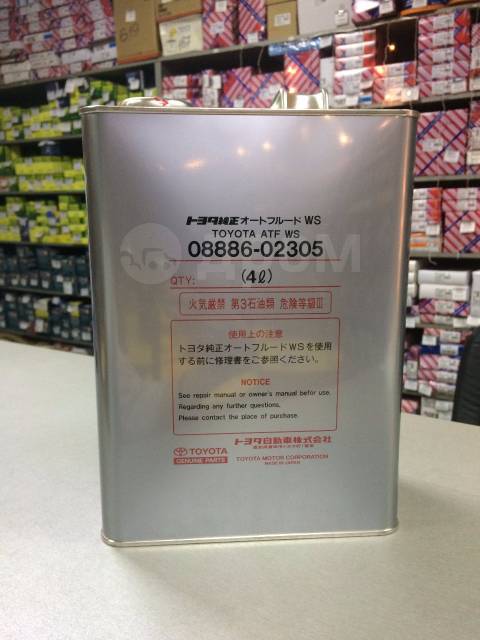 トヨタ純正オートフルード WS
TOYOTA ATF WS
08886-02305
QTY: (4ℓ)
火気厳禁 第3石油類 危険等級Ⅲ
使用上の注意
トヨタ純正オートフルードWSを使用
する前に修理書をご参照ください。
NOTICE
See repair manual or owner's manual befor use.
Regarding any further questions,
Please contact the place of purchase.
トヨタ自動車株式会社
TOYOTA
GENUINE PARTS
TOYOTA MOTOR CORPORATION
MADE IN JAPAN